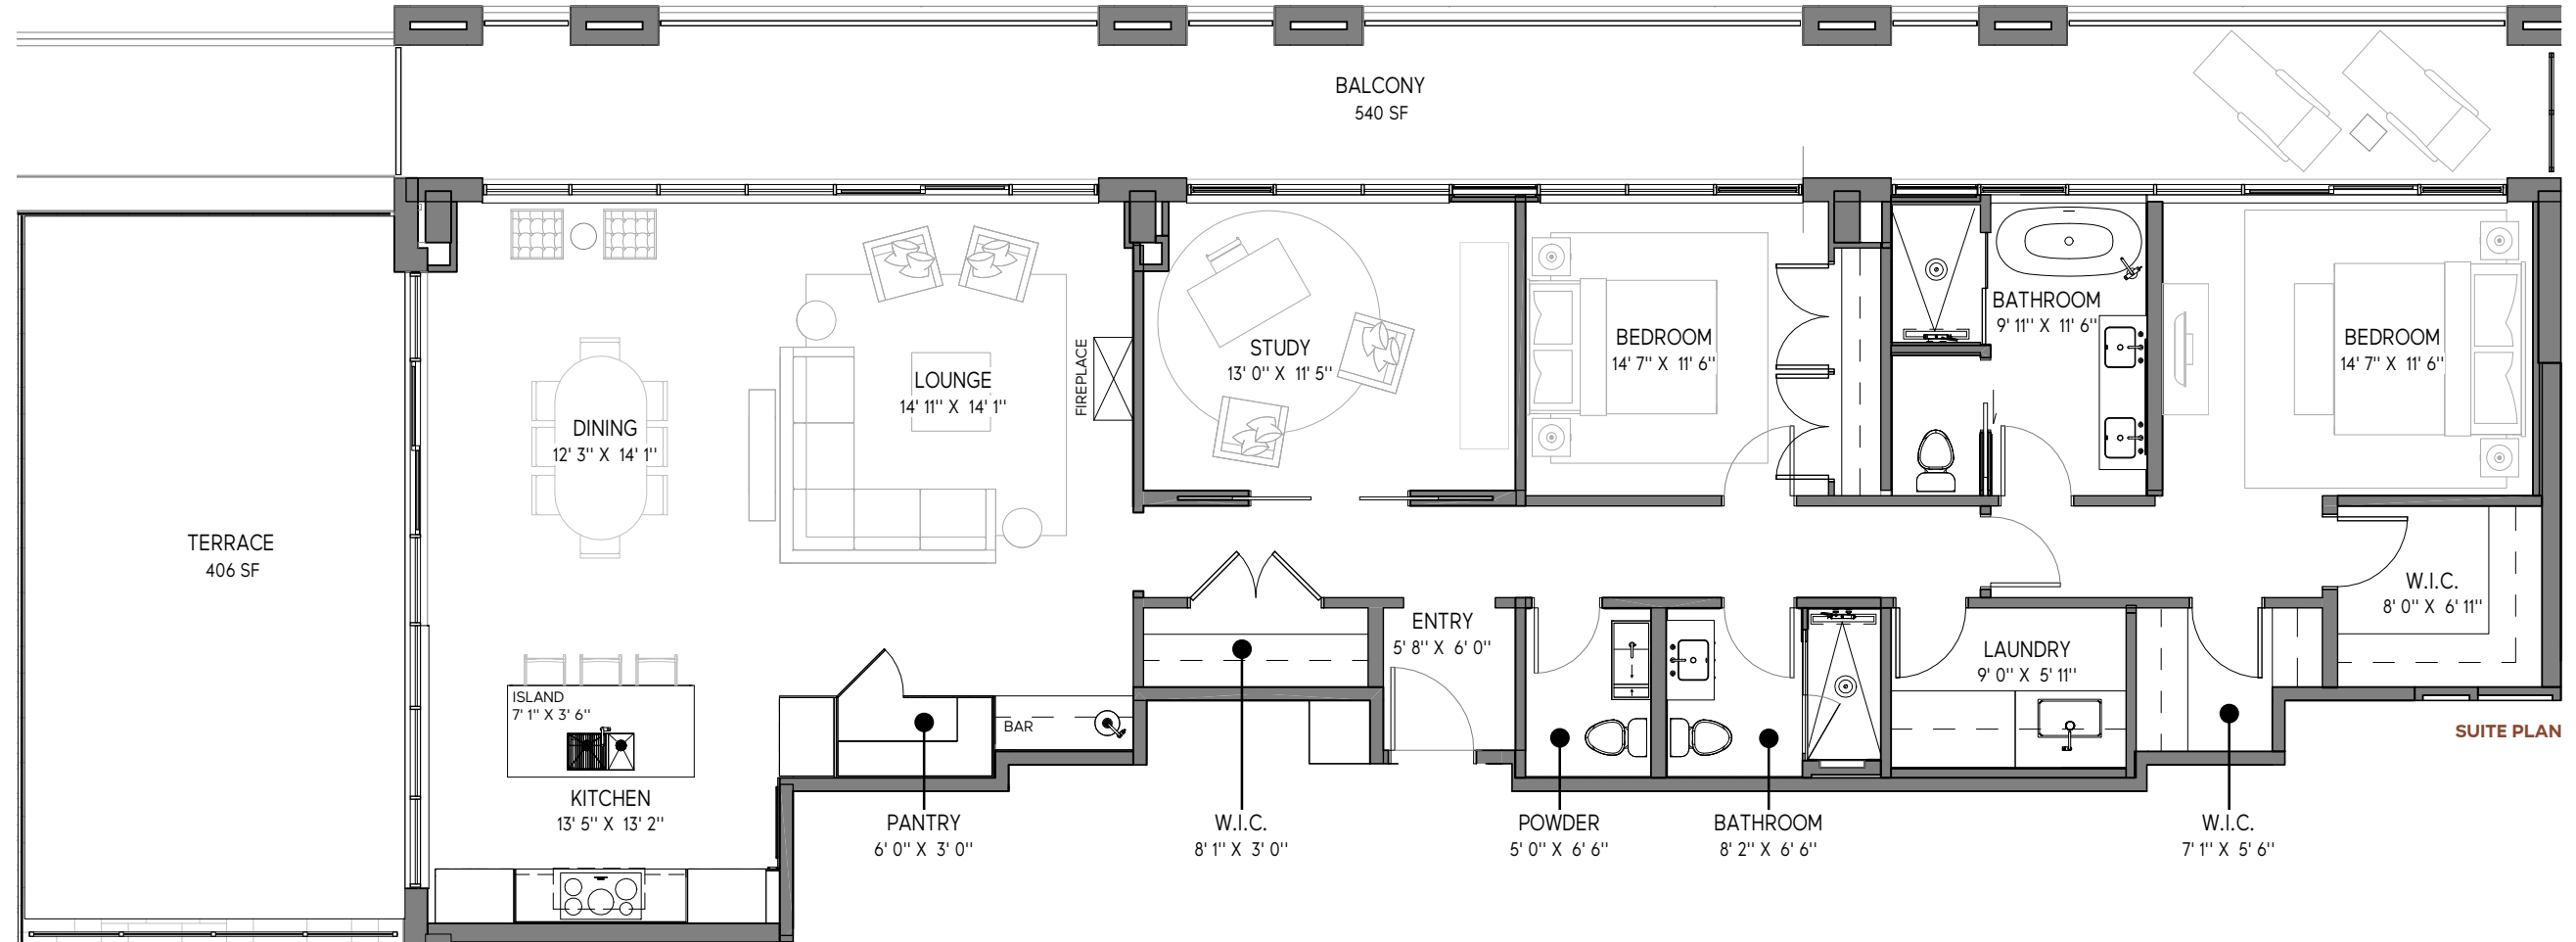 BALCONY
540 SF
BATHROOM
9' 11'' X 11' 6''
BEDROOM
14' 7'' X 11' 6''
STUDY
13' 0'' X 11' 5''
BEDROOM
14' 7'' X 11' 6''
FIREPLACE
LOUNGE
14' 11'' X 14' 1''
DINING
12' 3'' X 14' 1''
TERRACE
406 SF
W.I.C.
8' 0'' X 6' 11''
ENTRY
5' 8'' X 6' 0''
LAUNDRY
9' 0'' X 5' 11''
ISLAND
7' 1'' X 3' 6''
BAR
SUITE PLAN
KITCHEN
13' 5'' X 13' 2''
PANTRY
6' 0'' X 3' 0''
W.I.C.
8' 1'' X 3' 0''
POWDER
5' 0'' X 6' 6''
BATHROOM
8' 2'' X 6' 6''
W.I.C.
7' 1'' X 5' 6''